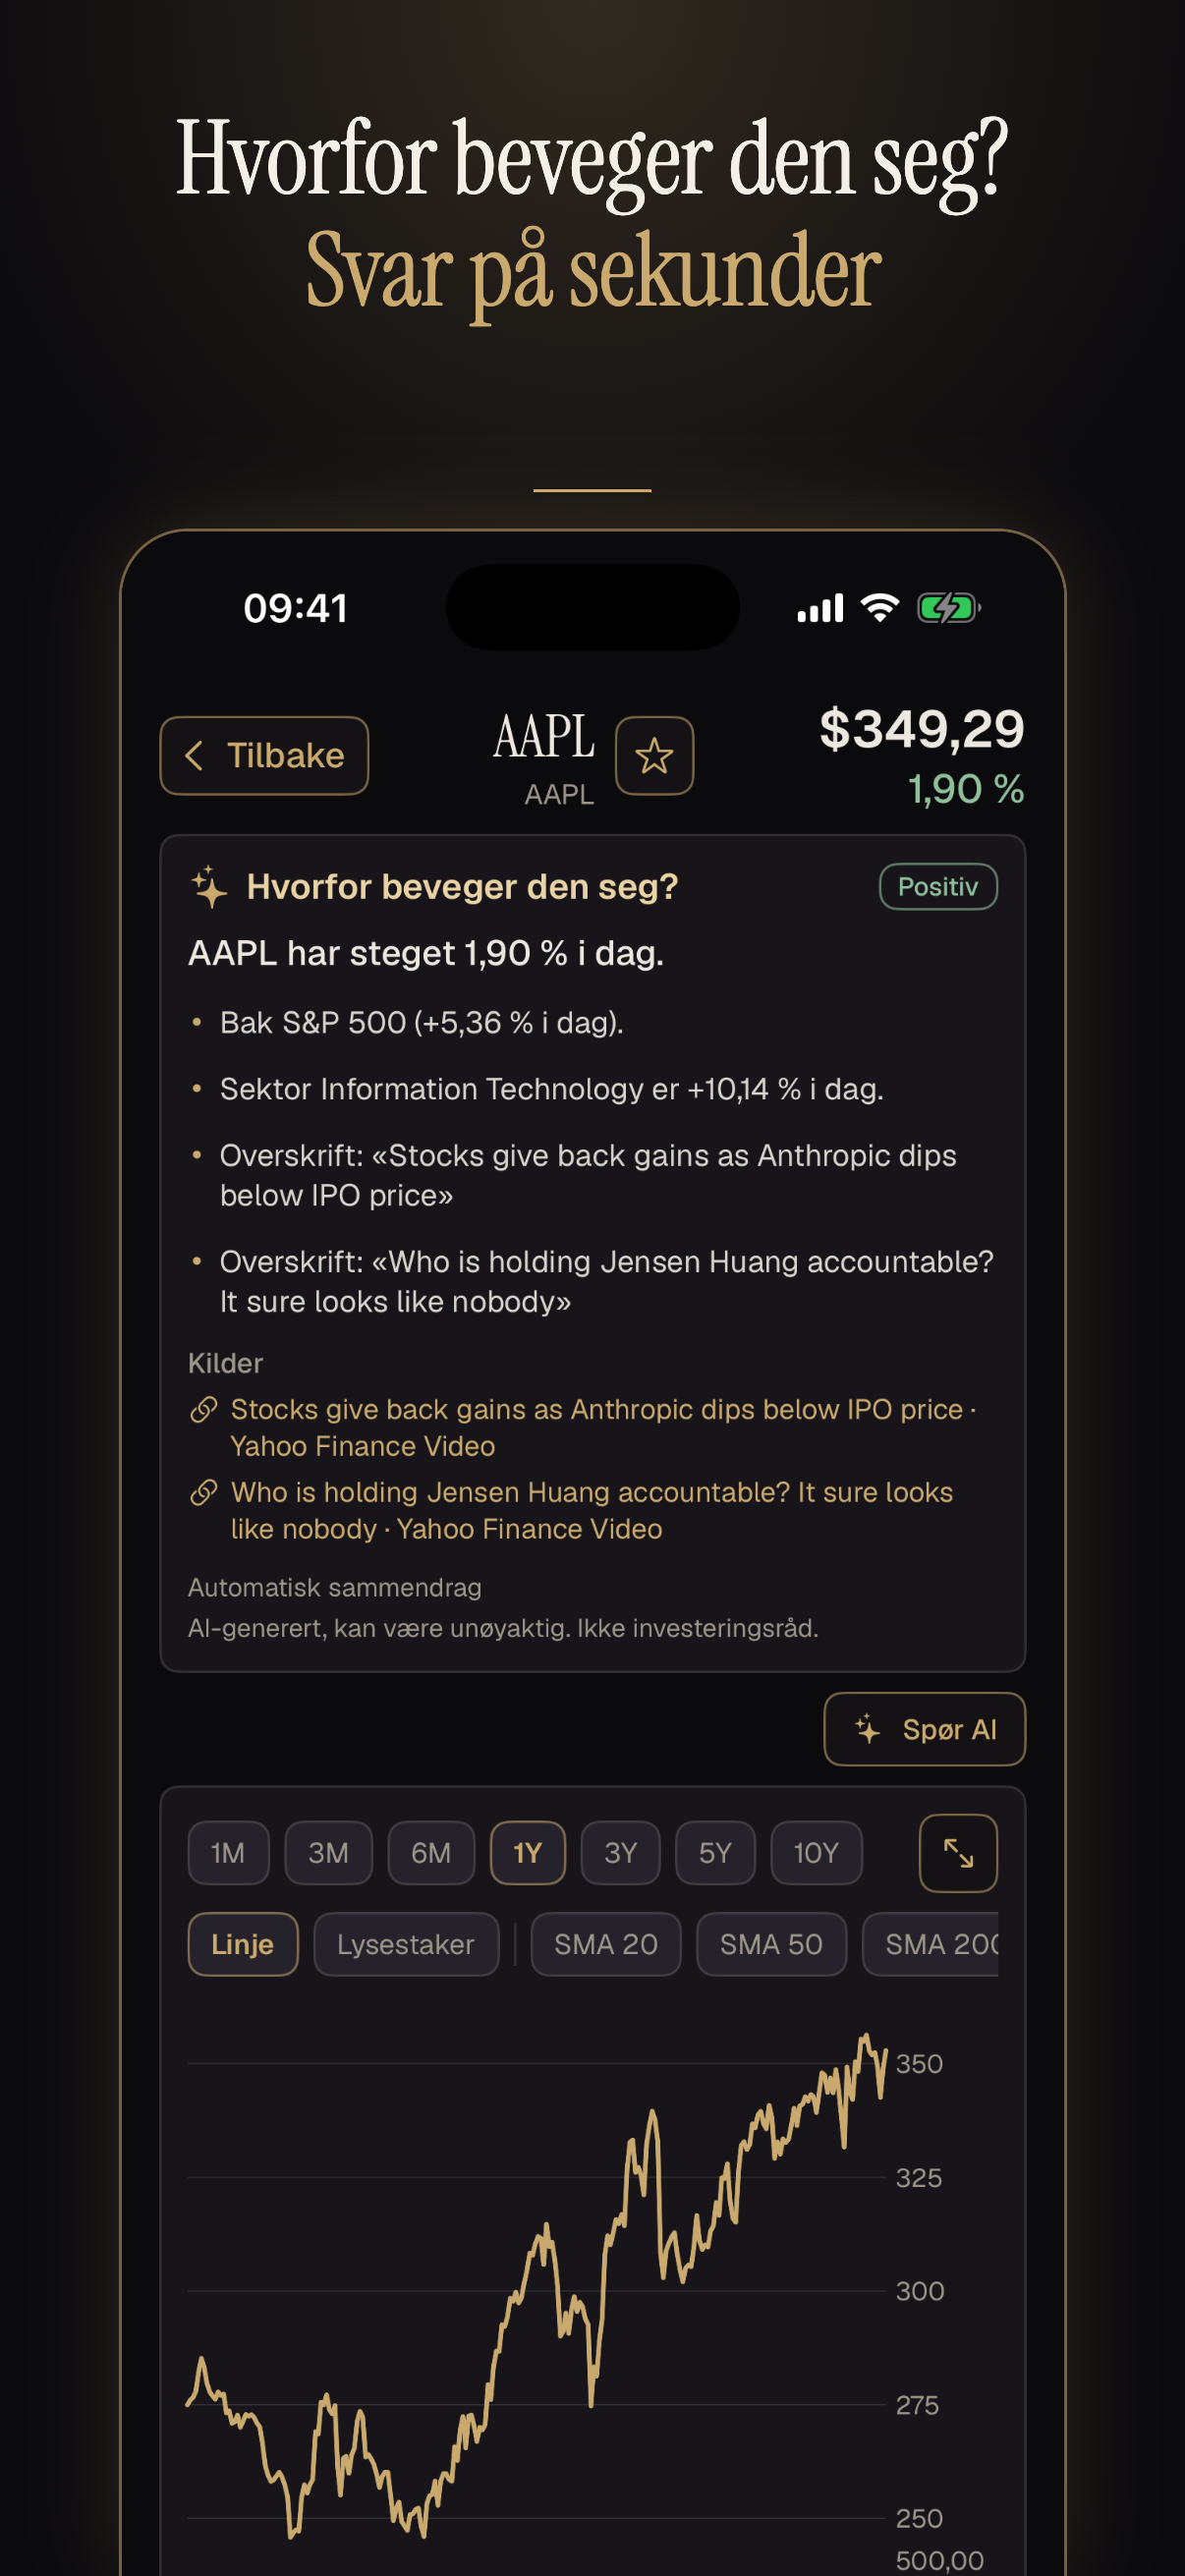 Hvorfor beveger den seg?
Svar på sekunder
09:41
Tilbake
AAPL
AAPL
$349,29
1,90 %
Hvorfor beveger den seg?
Positiv
AAPL har steget 1,90 % i dag.
• Bak S&P 500 (+5,36 % i dag).
• Sektor Information Technology er +10,14 % i dag.
• Overskrift: «Stocks give back gains as Anthropic dips
below IPO price»
• Overskrift: «Who is holding Jensen Huang accountable?
It sure looks like nobody»
Kilder
Stocks give back gains as Anthropic dips below IPO price ·
Yahoo Finance Video
Who is holding Jensen Huang accountable? It sure looks
like nobody · Yahoo Finance Video
Automatisk sammendrag
AI-generert, kan være unøyaktig. Ikke investeringsråd.
Spør AI
1M 3M 6M 1Y 3Y 5Y 10Y
Linje Lysestaker SMA 20 SMA 50 SMA 200
350
325
300
275
250
500,00